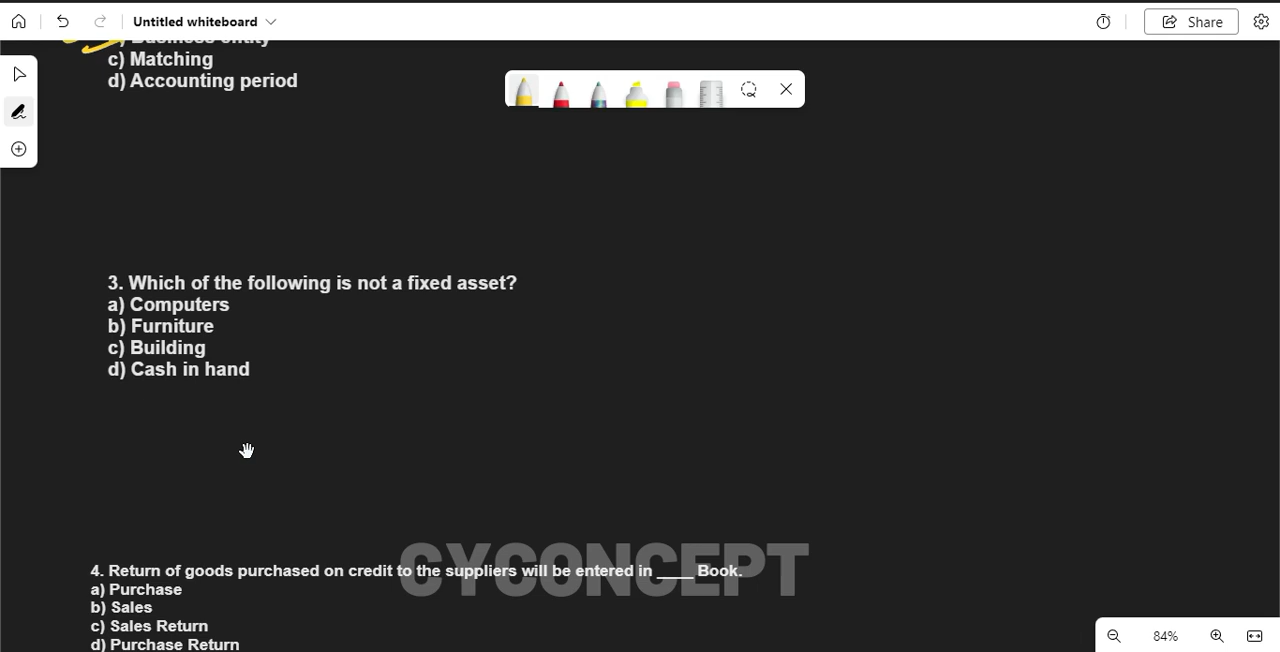 Untitled whiteboard
Share
b) Business entity
c) Matching
d) Accounting period
3. Which of the following is not a fixed asset?
a) Computers
b) Furniture
c) Building
d) Cash in hand
CYCONCEPT
4. Return of goods purchased on credit to the suppliers will be entered in ____ Book.
a) Purchase
b) Sales
c) Sales Return
d) Purchase Return
84%